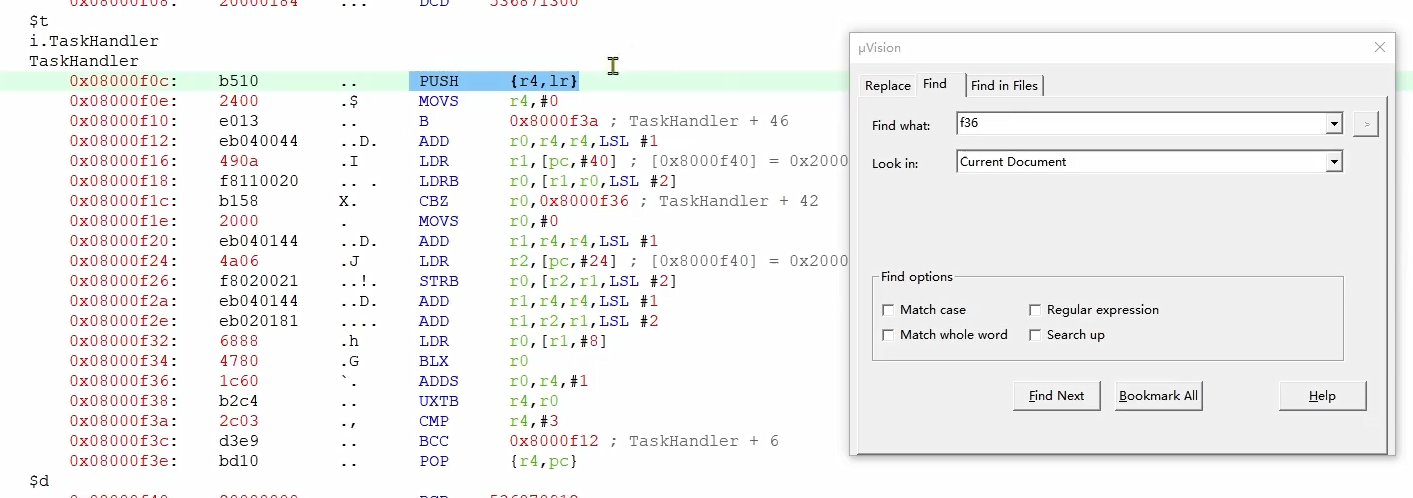 0x08000f08: 20000184 ... DCD 536871300
$t
i.TaskHandler
TaskHandler
0x08000f0c: b510 .. PUSH {r4,lr}
0x08000f0e: 2400 .$ MOVS r4,#0
0x08000f10: e013 .. B 0x8000f3a ; TaskHandler + 46
0x08000f12: eb040044 ..D. ADD r0,r4,r4,LSL #1
0x08000f16: 490a .I LDR r1,[pc,#40] ; [0x8000f40] = 0x2000
0x08000f18: f8110020 .. . LDRB r0,[r1,r0,LSL #2]
0x08000f1c: b158 X. CBZ r0,0x8000f36 ; TaskHandler + 42
0x08000f1e: 2000 . MOVS r0,#0
0x08000f20: eb040144 ..D. ADD r1,r4,r4,LSL #1
0x08000f24: 4a06 .J LDR r2,[pc,#24] ; [0x8000f40] = 0x2000
0x08000f26: f8020021 ..!. STRB r0,[r2,r1,LSL #2]
0x08000f2a: eb040144 ..D. ADD r1,r4,r4,LSL #1
0x08000f2e: eb020181 .... ADD r1,r2,r1,LSL #2
0x08000f32: 6888 .h LDR r0,[r1,#8]
0x08000f34: 4780 .G BLX r0
0x08000f36: 1c60 `. ADDS r0,r4,#1
0x08000f38: b2c4 .. UXTB r4,r0
0x08000f3a: 2c03 ., CMP r4,#3
0x08000f3c: d3e9 .. BCC 0x8000f12 ; TaskHandler + 6
0x08000f3e: bd10 .. POP {r4,pc}
$d
µVision
Replace Find Find in Files
Find what: f36 >
Look in: Current Document
Find options
Match case Regular expression
Match whole word Search up
Find Next Bookmark All Help